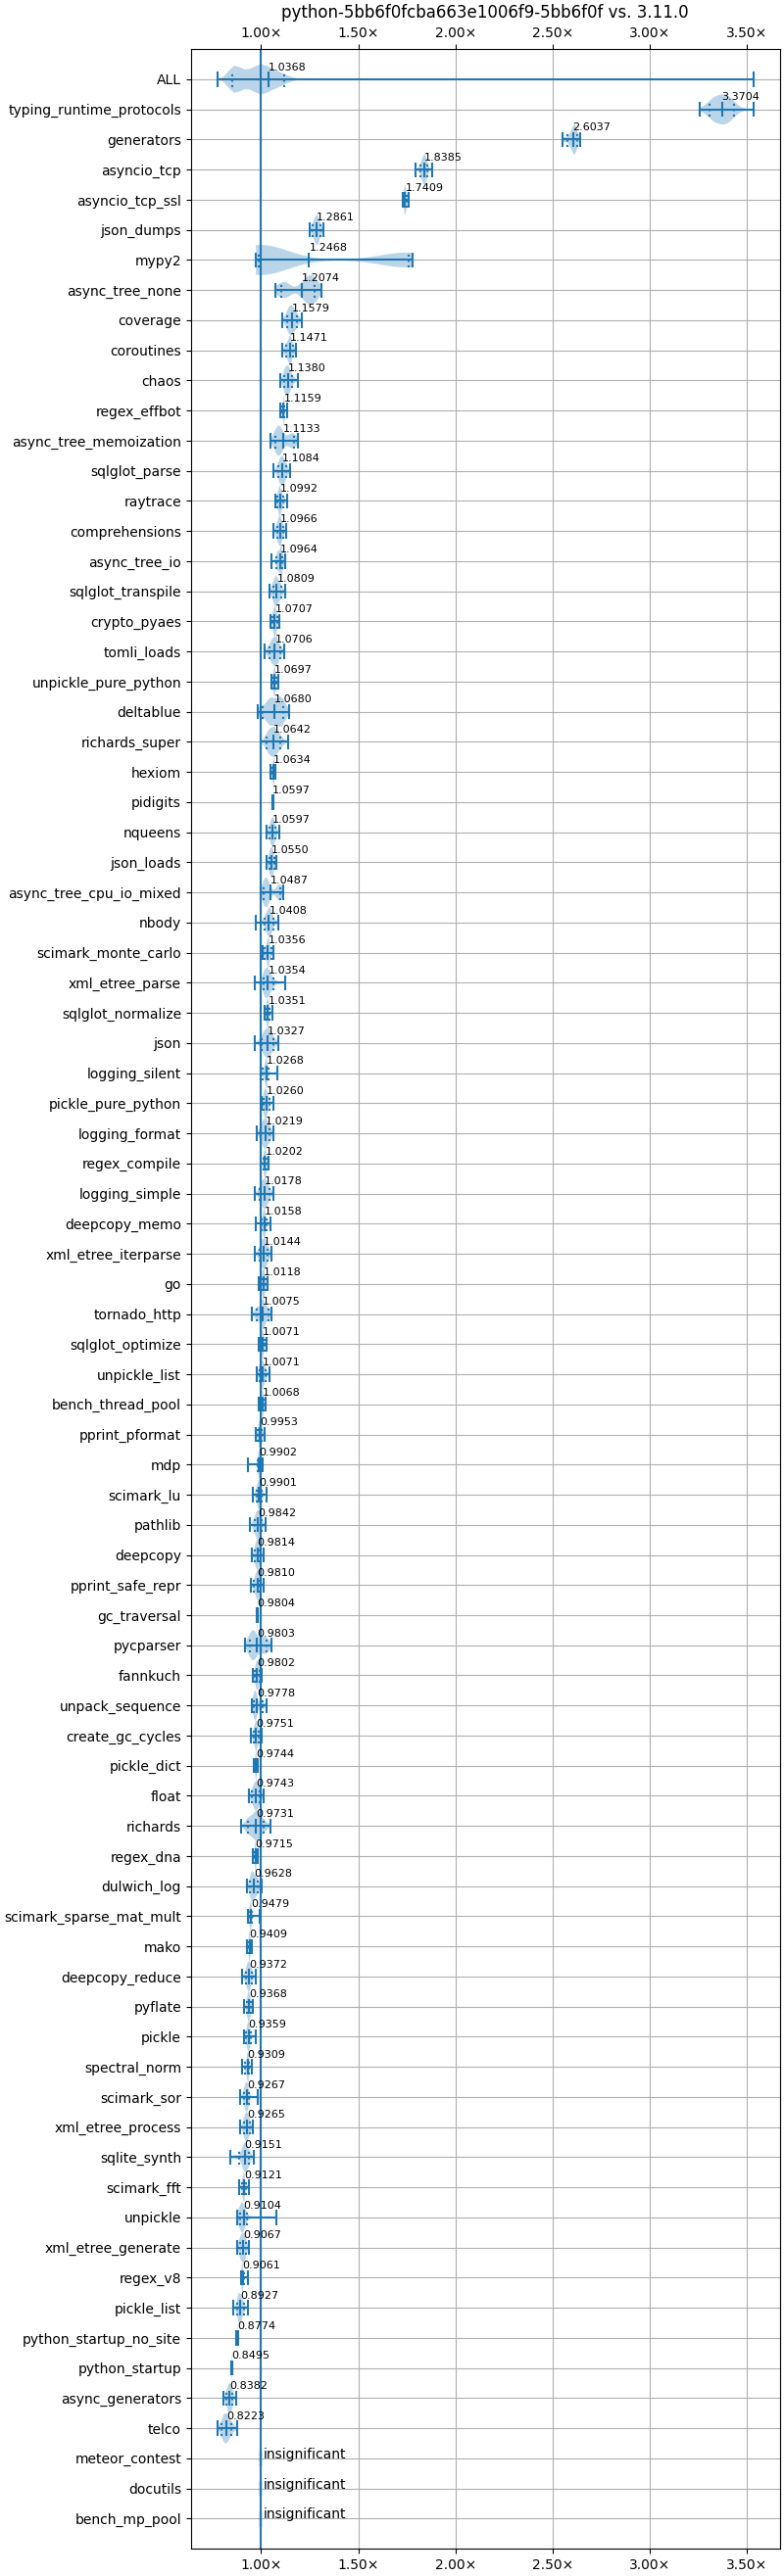 python-5bb6f0fcba663e1006f9-5bb6f0f vs. 3.11.0
1.00× 1.50× 2.00× 2.50× 3.00× 3.50×
ALL 1.0368
typing_runtime_protocols 3.3704
generators 2.6037
asyncio_tcp 1.8385
asyncio_tcp_ssl 1.7409
json_dumps 1.2861
mypy2 1.2468
async_tree_none 1.2074
coverage 1.1579
coroutines 1.1471
chaos 1.1380
regex_effbot 1.1159
async_tree_memoization 1.1133
sqlglot_parse 1.1084
raytrace 1.0992
comprehensions 1.0966
async_tree_io 1.0964
sqlglot_transpile 1.0809
crypto_pyaes 1.0707
tomli_loads 1.0706
unpickle_pure_python 1.0697
deltablue 1.0680
richards_super 1.0642
hexiom 1.0634
pidigits 1.0597
nqueens 1.0597
json_loads 1.0550
async_tree_cpu_io_mixed 1.0487
nbody 1.0408
scimark_monte_carlo 1.0356
xml_etree_parse 1.0354
sqlglot_normalize 1.0351
json 1.0327
logging_silent 1.0268
pickle_pure_python 1.0260
logging_format 1.0219
regex_compile 1.0202
logging_simple 1.0178
deepcopy_memo 1.0158
xml_etree_iterparse 1.0144
go 1.0118
tornado_http 1.0075
sqlglot_optimize 1.0071
unpickle_list 1.0071
bench_thread_pool 1.0068
pprint_pformat 0.9953
mdp 0.9902
scimark_lu 0.9901
pathlib 0.9842
deepcopy 0.9814
pprint_safe_repr 0.9810
gc_traversal 0.9804
pycparser 0.9803
fannkuch 0.9802
unpack_sequence 0.9778
create_gc_cycles 0.9751
pickle_dict 0.9744
float 0.9743
richards 0.9731
regex_dna 0.9715
dulwich_log 0.9628
scimark_sparse_mat_mult 0.9479
mako 0.9409
deepcopy_reduce 0.9372
pyflate 0.9368
pickle 0.9359
spectral_norm 0.9309
scimark_sor 0.9267
xml_etree_process 0.9265
sqlite_synth 0.9151
scimark_fft 0.9121
unpickle 0.9104
xml_etree_generate 0.9067
regex_v8 0.9061
pickle_list 0.8927
python_startup_no_site 0.8774
python_startup 0.8495
async_generators 0.8382
telco 0.8223
meteor_contest insignificant
docutils insignificant
bench_mp_pool insignificant
1.00× 1.50× 2.00× 2.50× 3.00× 3.50×